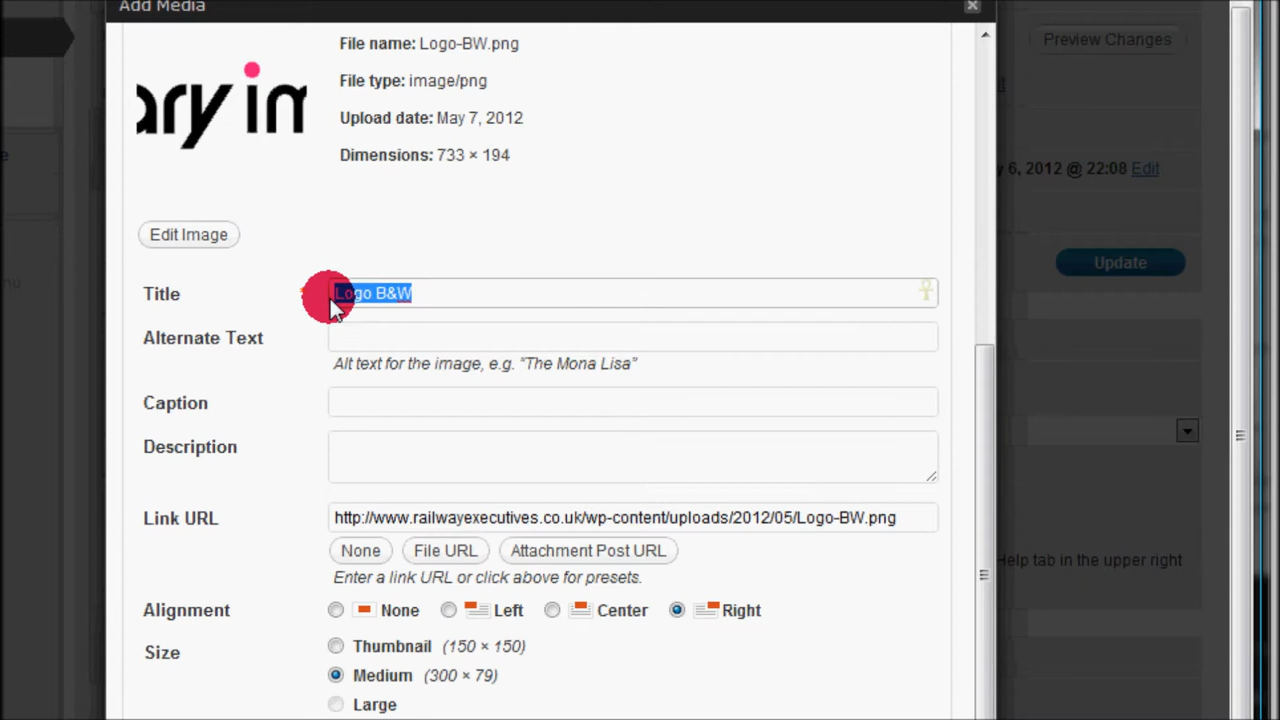 Add Media
Preview Changes
File name: Logo-BW.png
ary in
File type: image/png
Upload date: May 7, 2012
Dimensions: 733 × 194
6, 2012 @ 22:08 Edit
Edit Image
Update
Title
Logo B&W
Alternate Text
Alt text for the image, e.g. “The Mona Lisa”
Caption
Description
Link URL
http://www.railwayexecutives.co.uk/wp-content/uploads/2012/05/Logo-BW.png
None File URL Attachment Post URL
Help tab in the upper right
Enter a link URL or click above for presets.
Alignment
None Left Center Right
Size
Thumbnail (150 × 150)
Medium (300 × 79)
Large